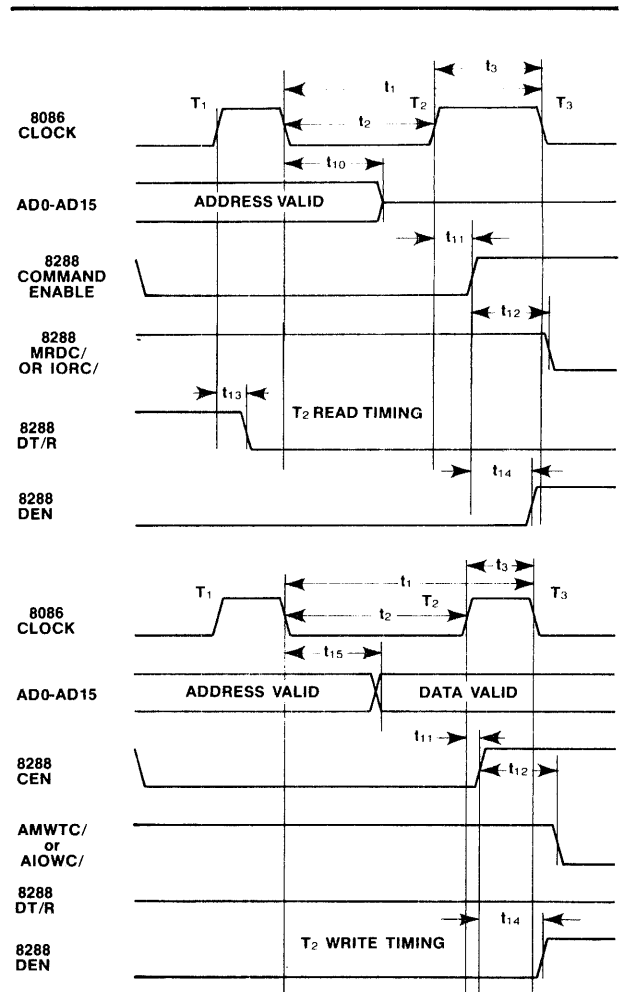 t3
t1
T1
T2
T3
8086
CLOCK
t2
t10
AD0-AD15
ADDRESS VALID
t11
8288
COMMAND
ENABLE
t12
8288
MRDC/
OR IORC/
t13
T2 READ TIMING
8288
DT/R
t14
8288
DEN
t3
t1
T1
T2
T3
8086
CLOCK
t2
t15
AD0-AD15
ADDRESS VALID
DATA VALID
t11
8288
CEN
t12
AMWTC/
or
AIOWC/
8288
DT/R
t14
8288
DEN
T2 WRITE TIMING